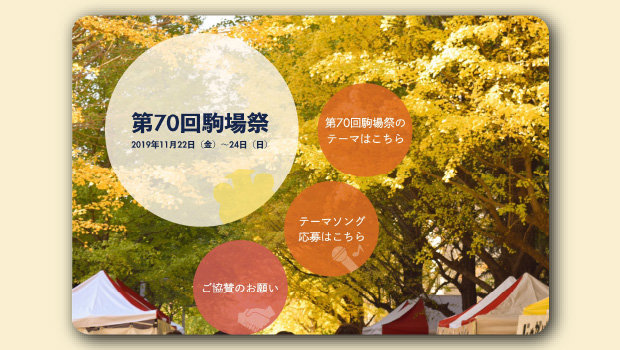 第70回駒場祭
2019年11月22日（金）〜24日（日）
第70回駒場祭の
テーマはこちら
テーマソング
応募はこちら
ご協賛のお願い